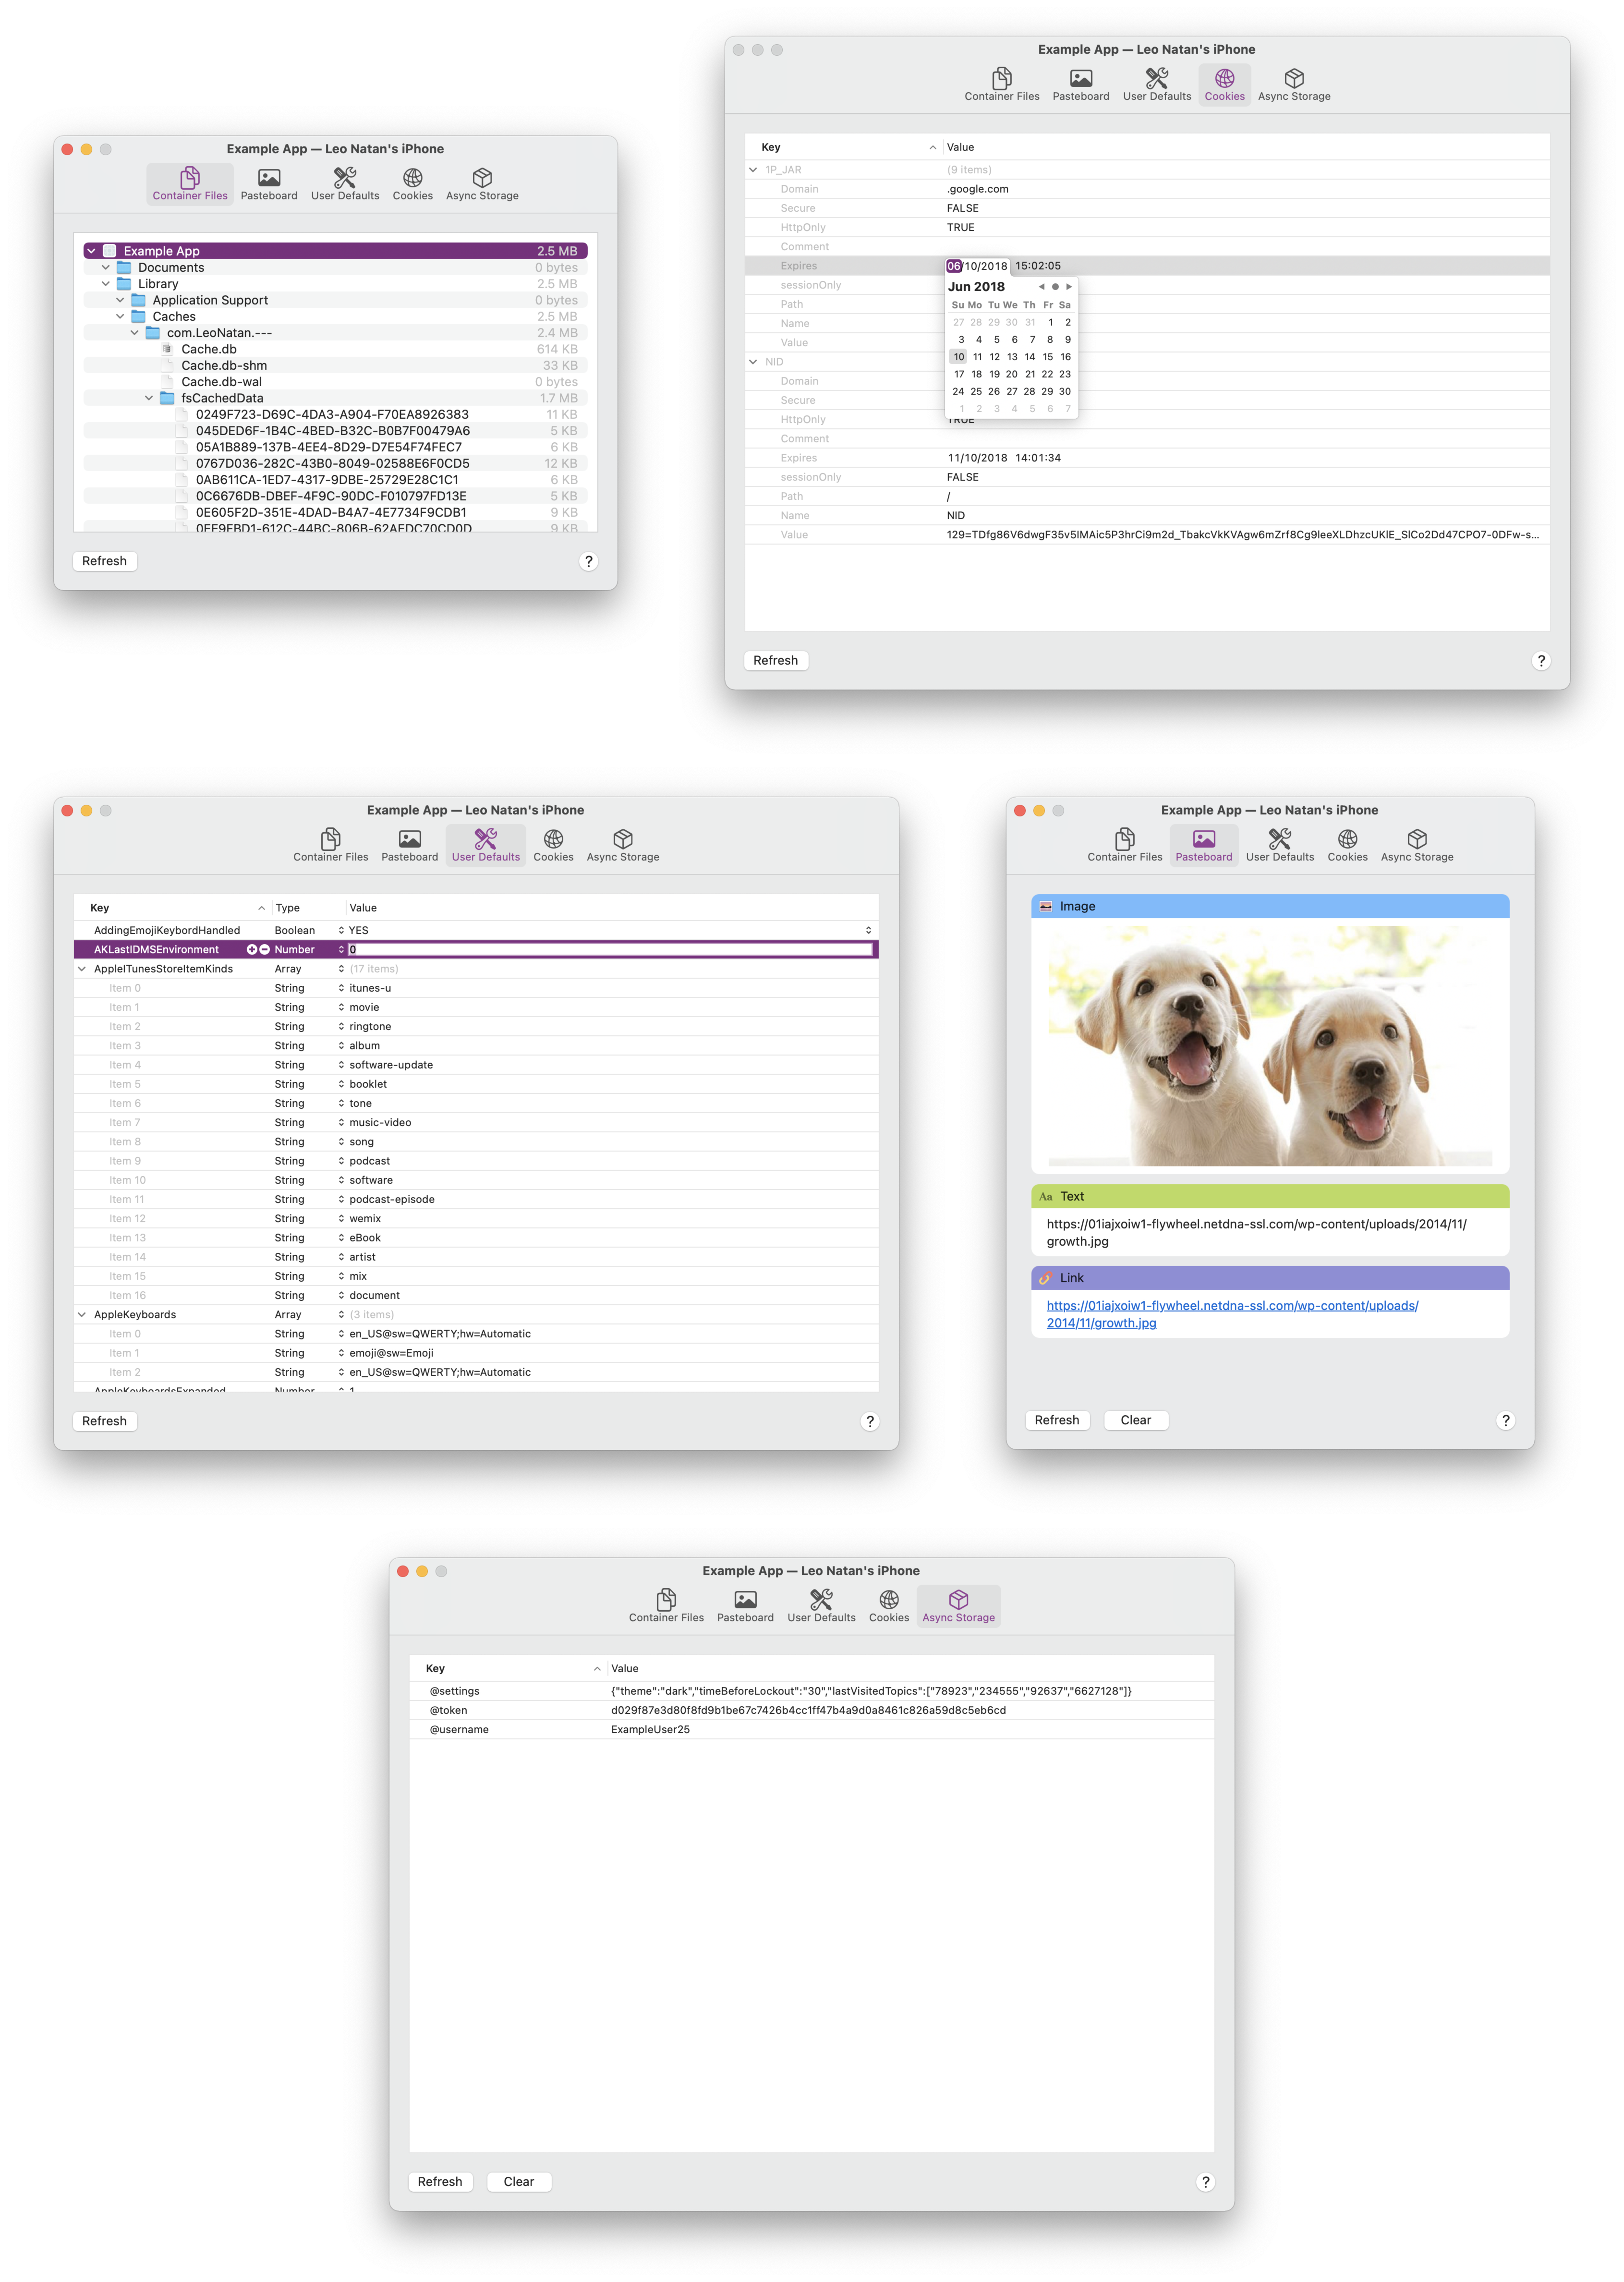 Example App — Leo Natan's iPhone
Container Files Pasteboard User Defaults Cookies Async Storage
Example App 2.5 MB
Documents 0 bytes
Library 2.5 MB
Application Support 0 bytes
Caches 2.5 MB
com.LeoNatan.--- 2.4 MB
Cache.db 614 KB
Cache.db-shm 33 KB
Cache.db-wal 0 bytes
fsCachedData 1.7 MB
0249F723-D69C-4DA3-A904-F70EA8926383 11 KB
045DED6F-1B4C-4BED-B32C-B0B7F00479A6 5 KB
05A1B889-137B-4EE4-8D29-D7E54F74FEC7 6 KB
0767D036-282C-43B0-8049-02588E6F0CD5 12 KB
0AB611CA-1ED7-4317-9DBE-25729E28C1C1 6 KB
0C6676DB-DBEF-4F9C-90DC-F010797FD13E 5 KB
0E605F2D-351E-4DAD-B4A7-4E7734F9CDB1 9 KB
0EF9EBD1-612C-44BC-806B-62AEDC70CD0D 9 KB
Refresh ?
Example App — Leo Natan's iPhone
Container Files Pasteboard User Defaults Cookies Async Storage
Key Value
1P_JAR (9 items)
Domain .google.com
Secure FALSE
HttpOnly TRUE
Comment
Expires 06/10/2018 15:02:05
sessionOnly
Path
Name
Value
NID
Domain
Secure
HttpOnly TRUE
Comment
Expires 11/10/2018 14:01:34
sessionOnly FALSE
Path /
Name NID
Value 129=TDfg86V6dwgF35v5IMAic5P3hrCi9m2d_TbakcVkKVAgw6mZrf8Cg9leeXLDhzcUKlE_SlCo2Dd47CPO7-0DFw-s...
Jun 2018
Su Mo Tu We Th Fr Sa
27 28 29 30 31 1 2
3 4 5 6 7 8 9
10 11 12 13 14 15 16
17 18 19 20 21 22 23
24 25 26 27 28 29 30
1 2 3 4 5 6 7
Refresh ?
Example App — Leo Natan's iPhone
Container Files Pasteboard User Defaults Cookies Async Storage
Key Type Value
AddingEmojiKeybordHandled Boolean YES
AKLastIDMSEnvironment Number 0
AppleITunesStoreItemKinds Array (17 items)
Item 0 String itunes-u
Item 1 String movie
Item 2 String ringtone
Item 3 String album
Item 4 String software-update
Item 5 String booklet
Item 6 String tone
Item 7 String music-video
Item 8 String song
Item 9 String podcast
Item 10 String software
Item 11 String podcast-episode
Item 12 String wemix
Item 13 String eBook
Item 14 String artist
Item 15 String mix
Item 16 String document
AppleKeyboards Array (3 items)
Item 0 String en_US@sw=QWERTY;hw=Automatic
Item 1 String emoji@sw=Emoji
Item 2 String en_US@sw=QWERTY;hw=Automatic
AppleKeyboardsExpanded Number 1
Refresh ?
Example App — Leo Natan's iPhone
Container Files Pasteboard User Defaults Cookies Async Storage
Image
Aa Text
https://01iajxoiw1-flywheel.netdna-ssl.com/wp-content/uploads/2014/11/
growth.jpg
Link
https://01iajxoiw1-flywheel.netdna-ssl.com/wp-content/uploads/
2014/11/growth.jpg
Refresh Clear ?
Example App — Leo Natan's iPhone
Container Files Pasteboard User Defaults Cookies Async Storage
Key Value
@settings {"theme":"dark","timeBeforeLockout":"30","lastVisitedTopics":["78923","234555","92637","6627128"]}
@token d029f87e3d80f8fd9b1be67c7426b4cc1ff47b4a9d0a8461c826a59d8c5eb6cd
@username ExampleUser25
Refresh Clear ?